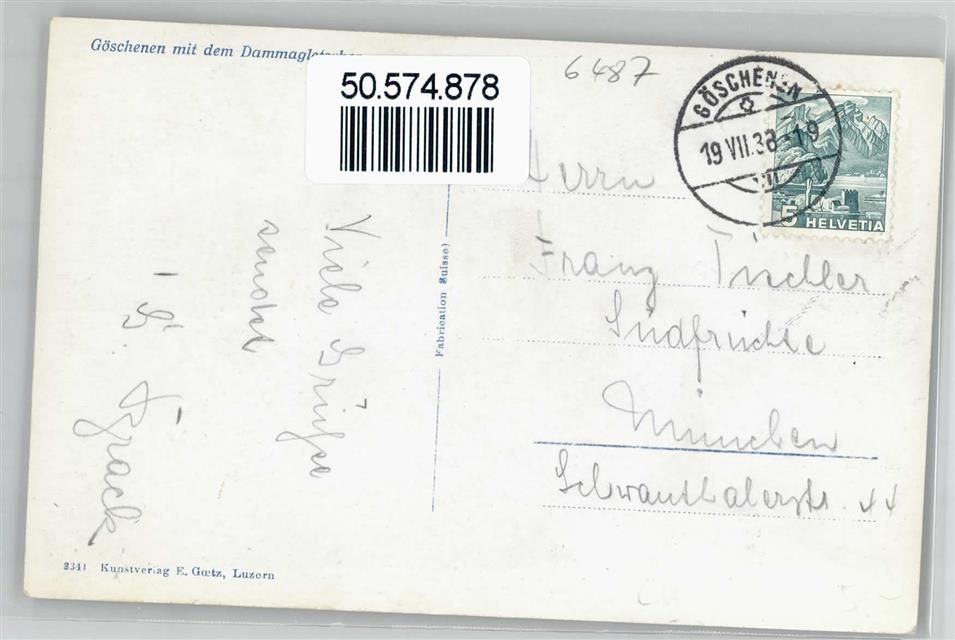 Göschenen mit dem Dammagletscher
50.574.878
6487
GÖSCHENEN
19 VII.38 - 19
5 HELVETIA
Herrn
Franz Tischler
Südfrüchte
München
Schwanthalerstr.
Viele Grüsse
sendet
Fabrication Suisse
2341 Kunstverlag E. Goetz, Luzern